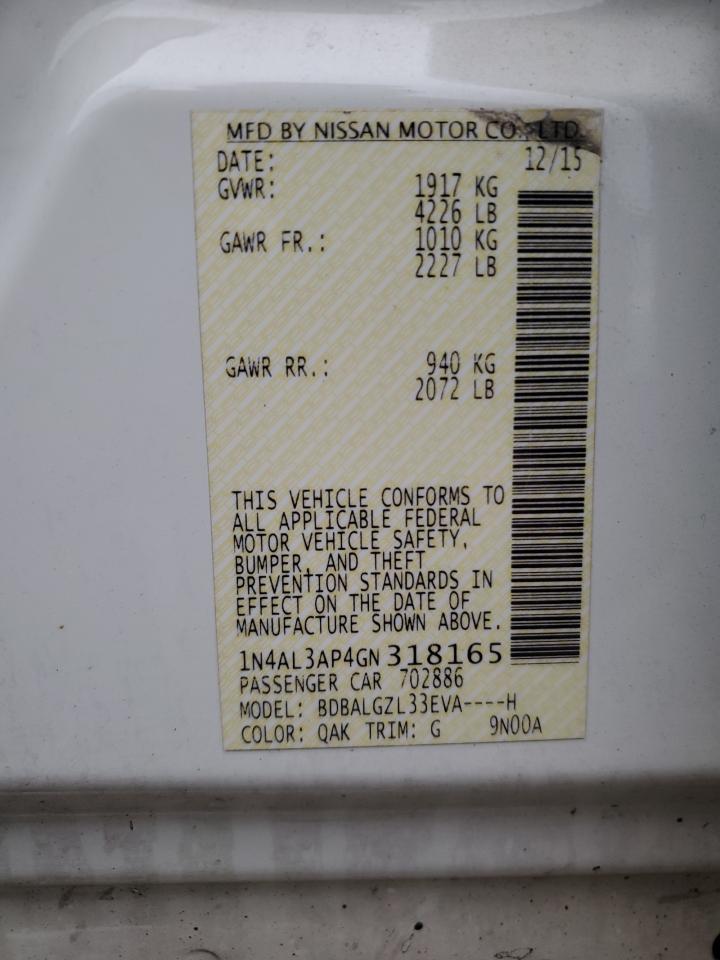 MFD BY NISSAN MOTOR CO., LTD.
DATE: 12/15
GVWR: 1917 KG
4226 LB
GAWR FR.: 1010 KG
2227 LB
GAWR RR.: 940 KG
2072 LB
THIS VEHICLE CONFORMS TO
ALL APPLICABLE FEDERAL
MOTOR VEHICLE SAFETY,
BUMPER, AND THEFT
PREVENTION STANDARDS IN
EFFECT ON THE DATE OF
MANUFACTURE SHOWN ABOVE.
1N4AL3AP4GN318165
PASSENGER CAR 702886
MODEL: BDBALGZL33EVA----H
COLOR: QAK TRIM: G 9N00A